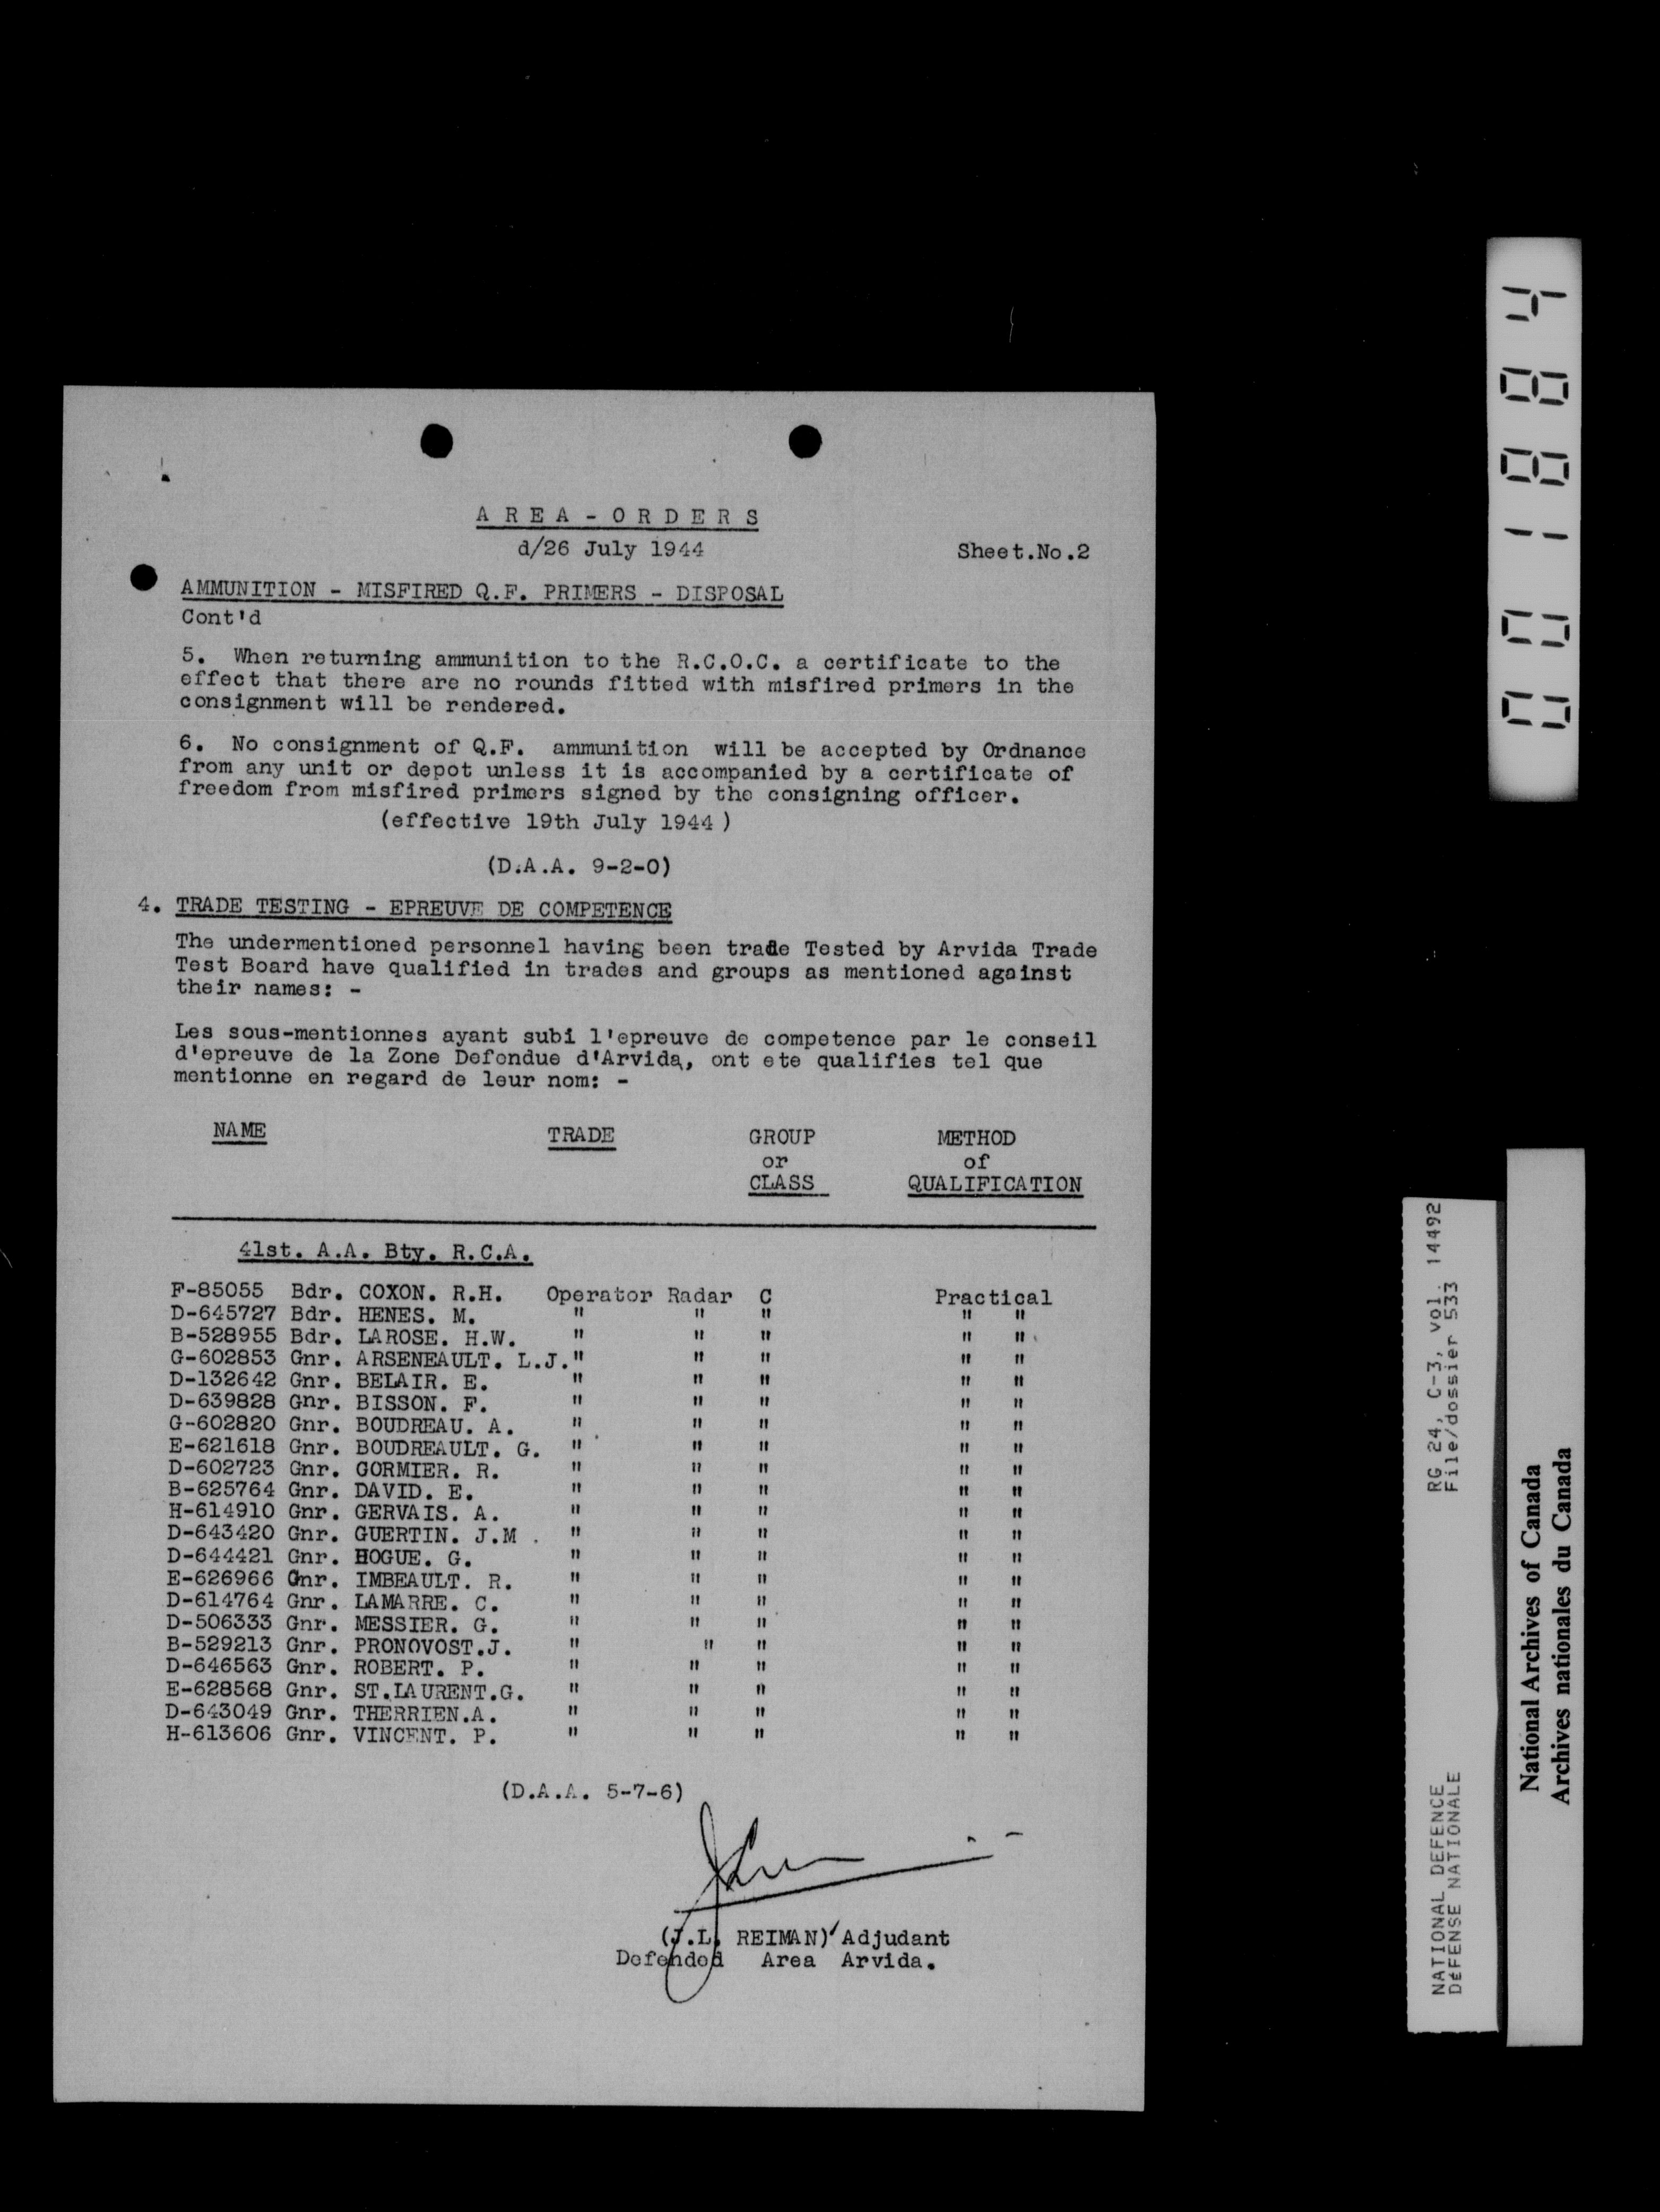 A R E A - O R D E R S
d/26 July 1944 Sheet.No.2
AMMUNITION - MISFIRED Q.F. PRIMERS - DISPOSAL
Cont'd
5. When returning ammunition to the R.C.O.C. a certificate to the
effect that there are no rounds fitted with misfired primers in the
consignment will be rendered.
6. No consignment of Q.F. ammunition will be accepted by Ordnance
from any unit or depot unless it is accompanied by a certificate of
freedom from misfired primers signed by the consigning officer.
(effective 19th July 1944 )
(D.A.A. 9-2-0)
4. TRADE TESTING - EPREUVE DE COMPETENCE
The undermentioned personnel having been trade Tested by Arvida Trade
Test Board have qualified in trades and groups as mentioned against
their names: -
Les sous-mentionnes ayant subi l'epreuve de competence par le conseil
d'epreuve de la Zone Defendue d'Arvida, ont ete qualifies tel que
mentionne en regard de leur nom: -
NAME TRADE GROUP METHOD
or of
CLASS QUALIFICATION
41st. A.A. Bty. R.C.A.
F-85055 Bdr. COXON. R.H. Operator Radar C Practical
D-645727 Bdr. HENES. M. " " " " "
B-528955 Bdr. LAROSE. H.W. " " " " "
G-602853 Gnr. ARSENEAULT. L.J." " " " "
D-132642 Gnr. BELAIR. E. " " " " "
D-639828 Gnr. BISSON. F. " " " " "
G-602820 Gnr. BOUDREAU. A. " " " " "
E-621618 Gnr. BOUDREAULT. G. " " " " "
D-602723 Gnr. GORMIER. R. " " " " "
B-625764 Gnr. DAVID. E. " " " " "
H-614910 Gnr. GERVAIS. A. " " " " "
D-643420 Gnr. GUERTIN. J.M . " " " " "
D-644421 Gnr. HOGUE. G. " " " " "
E-626966 Gnr. IMBEAULT. R. " " " " "
D-614764 Gnr. LAMARRE. C. " " " " "
D-506333 Gnr. MESSIER. G. " " " " "
B-529213 Gnr. PRONOVOST.J. " " " " "
D-646563 Gnr. ROBERT. P. " " " " "
E-628568 Gnr. ST.LAURENT.G. " " " " "
D-643049 Gnr. THERRIEN.A. " " " " "
H-613606 Gnr. VINCENT. P. " " " " "
(D.A.A. 5-7-6)
(J.L. REIMAN) Adjudant
Defended Area Arvida.
001884
RG 24, C-3, vol. 14492
File/dossier 533
NATIONAL DEFENCE
DÉFENSE NATIONALE
National Archives of Canada
Archives nationales du Canada